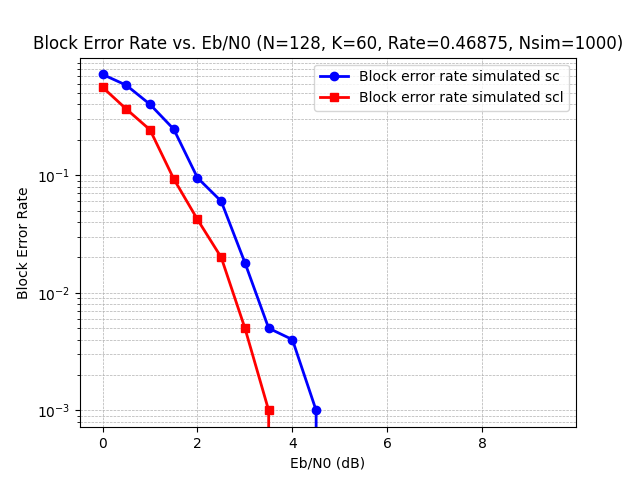 Block Error Rate vs. Eb/N0 (N=128, K=60, Rate=0.46875, Nsim=1000)
Block error rate simulated sc
Block error rate simulated scl
10⁻¹
10⁻²
10⁻³
Block Error Rate
0 2 4 6 8
Eb/N0 (dB)